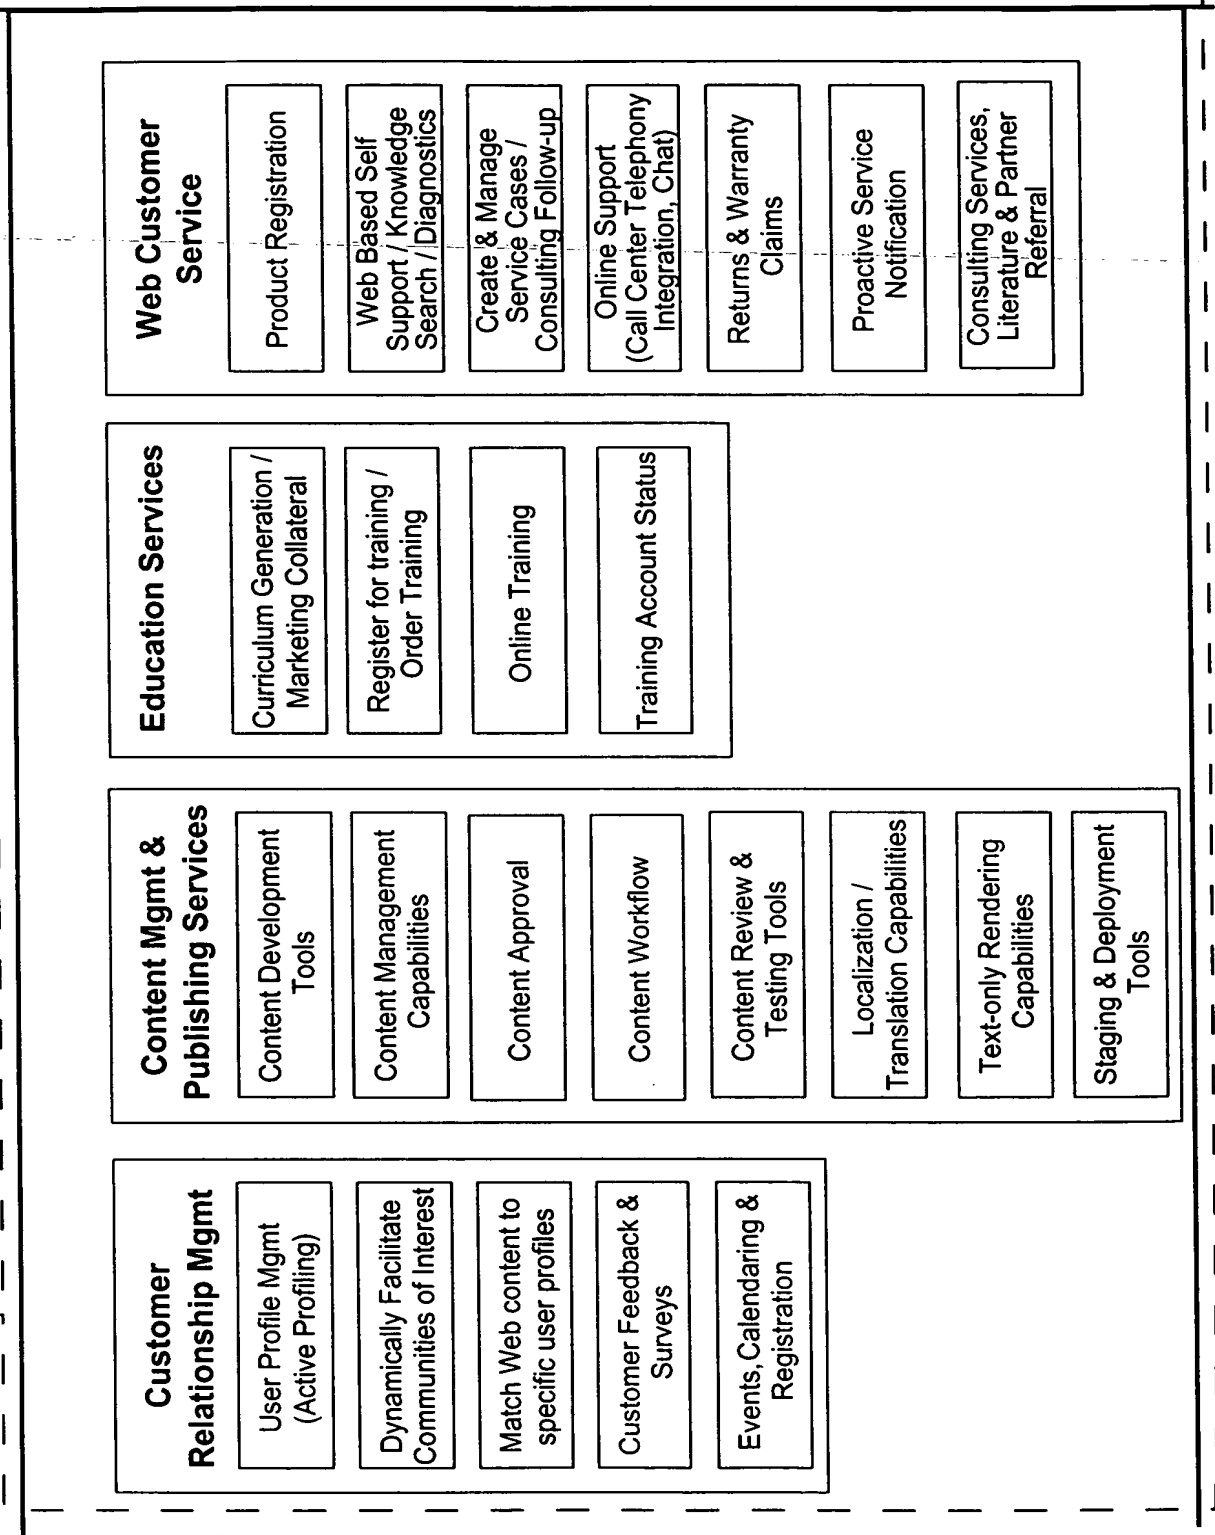 Customer
Relationship Mgmt
User Profile Mgmt
(Active Profiling)
Dynamically Facilitate
Communities of Interest
Match Web content to
specific user profiles
Customer Feedback &
Surveys
Events, Calendaring &
Registration
Content Mgmt &
Publishing Services
Content Development
Tools
Content Management
Capabilities
Content Approval
Content Workflow
Content Review &
Testing Tools
Localization /
Translation Capabilities
Text-only Rendering
Capabilities
Staging & Deployment
Tools
Education Services
Curriculum Generation /
Marketing Collateral
Register for training /
Order Training
Online Training
Training Account Status
Web Customer
Service
Product Registration
Web Based Self
Support / Knowledge
Search / Diagnostics
Create & Manage
Service Cases /
Consulting Follow-up
Online Support
(Call Center Telephony
Integration, Chat)
Returns & Warranty
Claims
Proactive Service
Notification
Consulting Services,
Literature & Partner
Referral